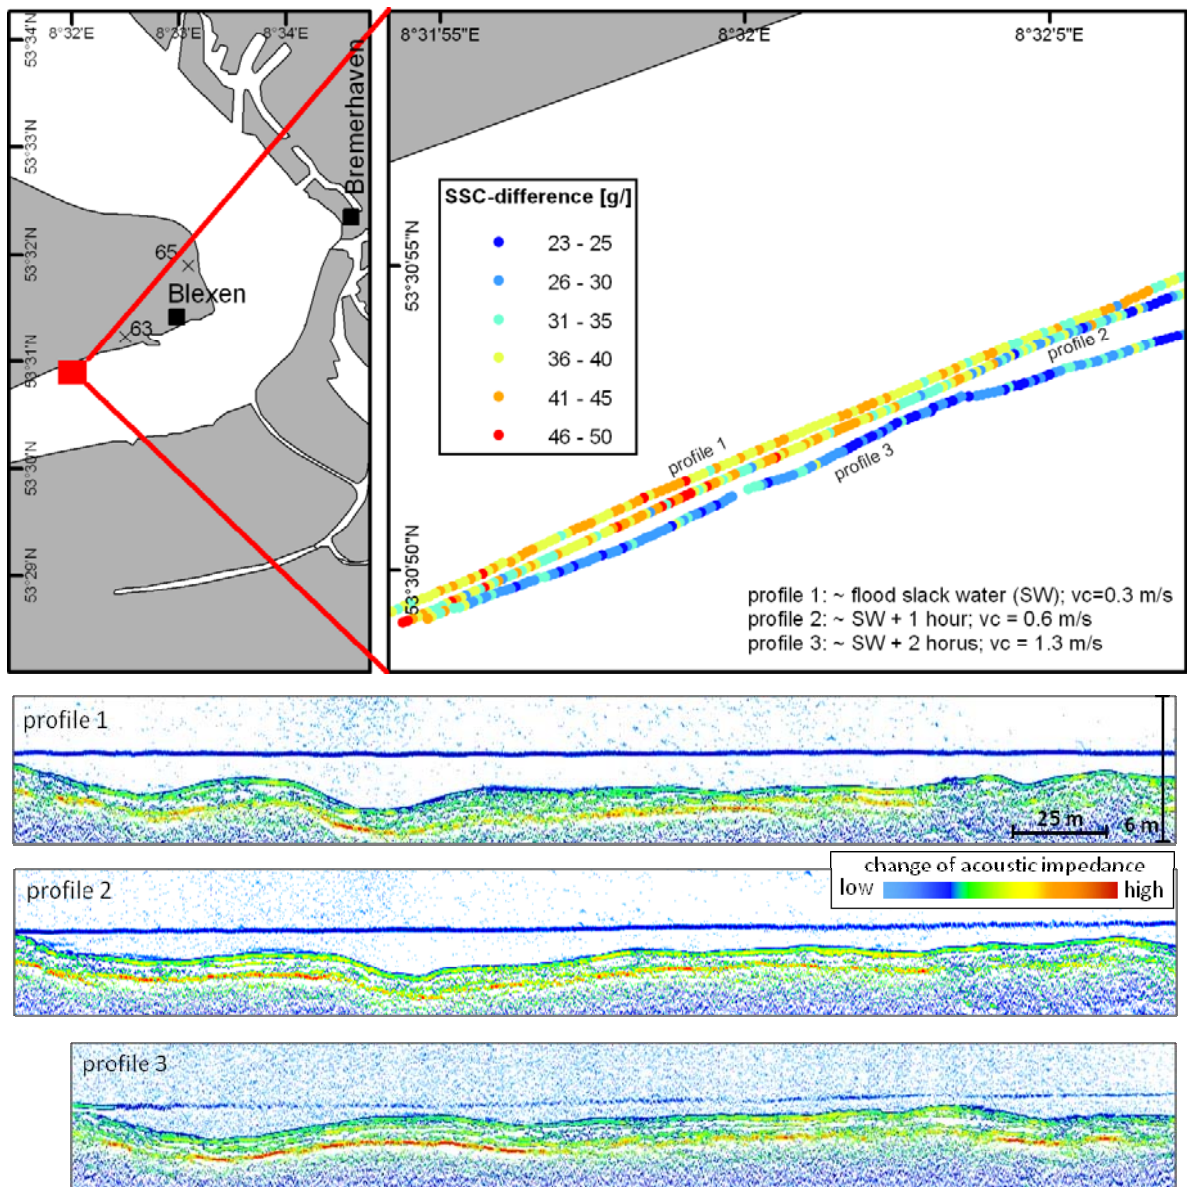 8°32'E
8°33'E
8°34'E
53°34'N
53°33'N
53°32'N
53°31'N
53°30'N
53°29'N
Bremerhaven
65
Blexen
63
8°31'55"E
8°32'E
8°32'5"E
53°30'55"N
53°30'50"N
SSC-difference [g/]
23 - 25
26 - 30
31 - 35
36 - 40
41 - 45
46 - 50
profile 1
profile 2
profile 3
profile 1: ~ flood slack water (SW); vc=0.3 m/s
profile 2: ~ SW + 1 hour; vc = 0.6 m/s
profile 3: ~ SW + 2 horus; vc = 1.3 m/s
profile 1
25 m
6 m
change of acoustic impedance
low
high
profile 2
profile 3